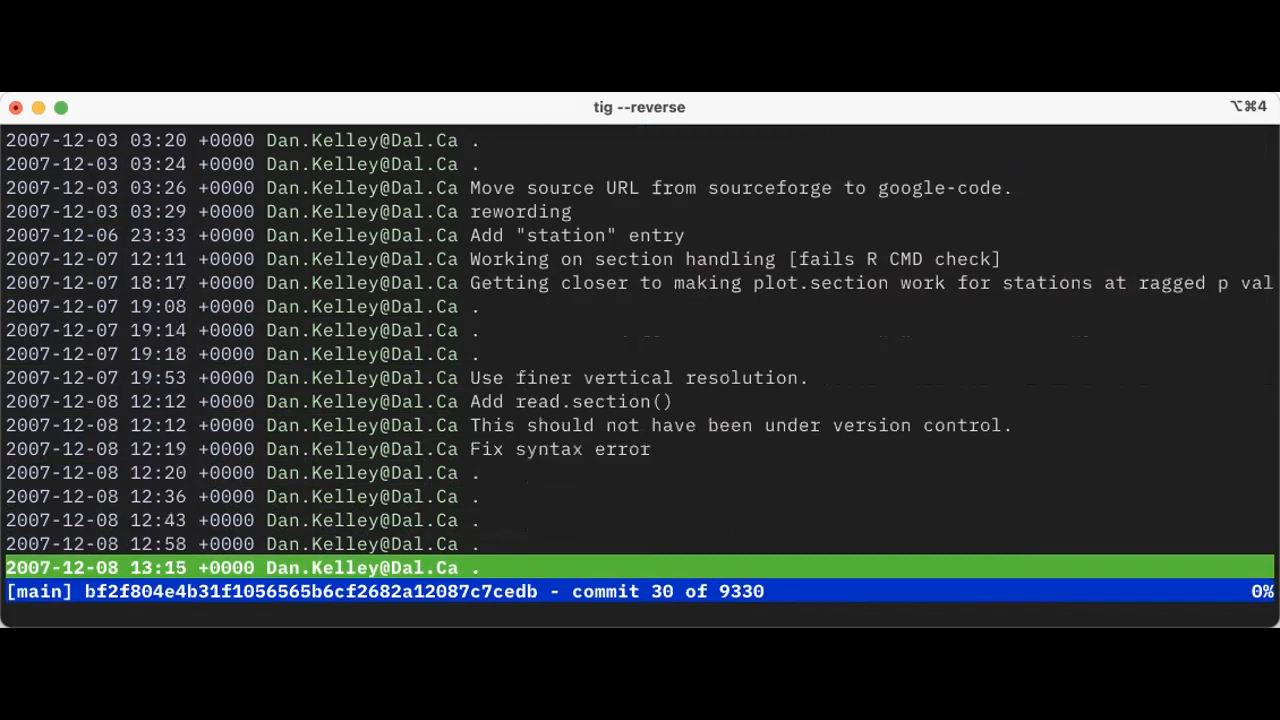 tig --reverse
⌥⌘4
2007-12-03 03:20 +0000 Dan.Kelley@Dal.Ca .
2007-12-03 03:24 +0000 Dan.Kelley@Dal.Ca .
2007-12-03 03:26 +0000 Dan.Kelley@Dal.Ca Move source URL from sourceforge to google-code.
2007-12-03 03:29 +0000 Dan.Kelley@Dal.Ca rewording
2007-12-06 23:33 +0000 Dan.Kelley@Dal.Ca Add "station" entry
2007-12-07 12:11 +0000 Dan.Kelley@Dal.Ca Working on section handling [fails R CMD check]
2007-12-07 18:17 +0000 Dan.Kelley@Dal.Ca Getting closer to making plot.section work for stations at ragged p val
2007-12-07 19:08 +0000 Dan.Kelley@Dal.Ca .
2007-12-07 19:14 +0000 Dan.Kelley@Dal.Ca .
2007-12-07 19:18 +0000 Dan.Kelley@Dal.Ca .
2007-12-07 19:53 +0000 Dan.Kelley@Dal.Ca Use finer vertical resolution.
2007-12-08 12:12 +0000 Dan.Kelley@Dal.Ca Add read.section()
2007-12-08 12:12 +0000 Dan.Kelley@Dal.Ca This should not have been under version control.
2007-12-08 12:19 +0000 Dan.Kelley@Dal.Ca Fix syntax error
2007-12-08 12:20 +0000 Dan.Kelley@Dal.Ca .
2007-12-08 12:36 +0000 Dan.Kelley@Dal.Ca .
2007-12-08 12:43 +0000 Dan.Kelley@Dal.Ca .
2007-12-08 12:58 +0000 Dan.Kelley@Dal.Ca .
2007-12-08 13:15 +0000 Dan.Kelley@Dal.Ca .
[main] bf2f804e4b31f1056565b6cf2682a12087c7cedb - commit 30 of 9330 0%